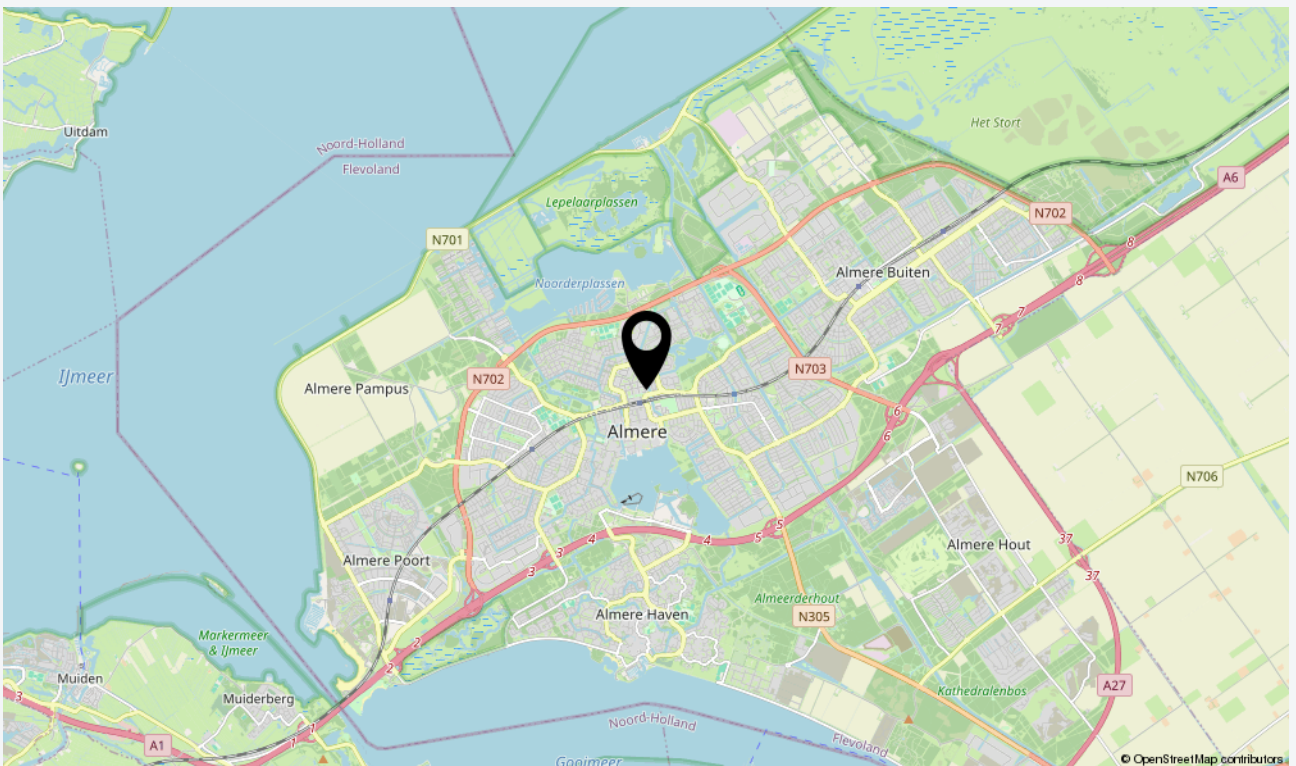 Uitdam
Het Stort
Noord-Holland
Flevoland
A6
Lepelaarplassen
N702
N701
8
Almere Buiten
8
Noorderplassen
7
7
IJmeer
Almere Pampus
N702
N703
6
6
Almere
N706
5
4
4
5
3
3
37
Almere Hout
Almere Poort
37
Almeerderhout
Almere Haven
N305
Markermeer
& IJmeer
2
2
Muiden
Muiderberg
3
A27
Kathedralenbos
Noord-Holland
Flevoland
1
1
A1
Gooimeer
© OpenStreetMap contributors